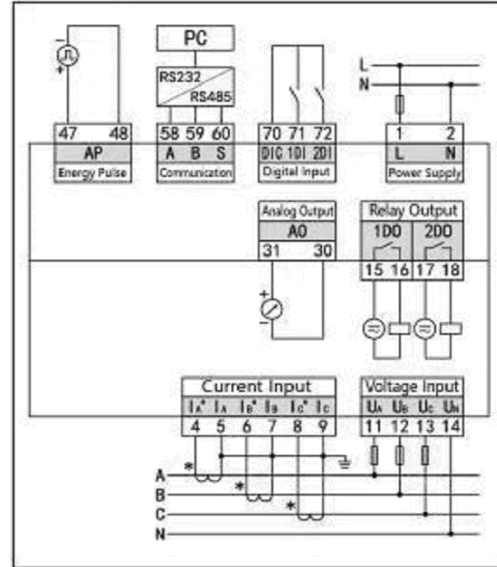 PC
RS232
RS485
L
N
47 48
AP
Energy Pulse
58 59 60
A B S
Communication
70 71 72
DIC 1DI 2DI
Digital Input
1 2
L N
Power Supply
Analog Output
AO
31 30
Relay Output
1DO 2DO
15 16 17 18
Current Input
IA* IA IB* IB IC* IC
4 5 6 7 8 9
Voltage Input
UA UB UC UN
11 12 13 14
A
B
C
N